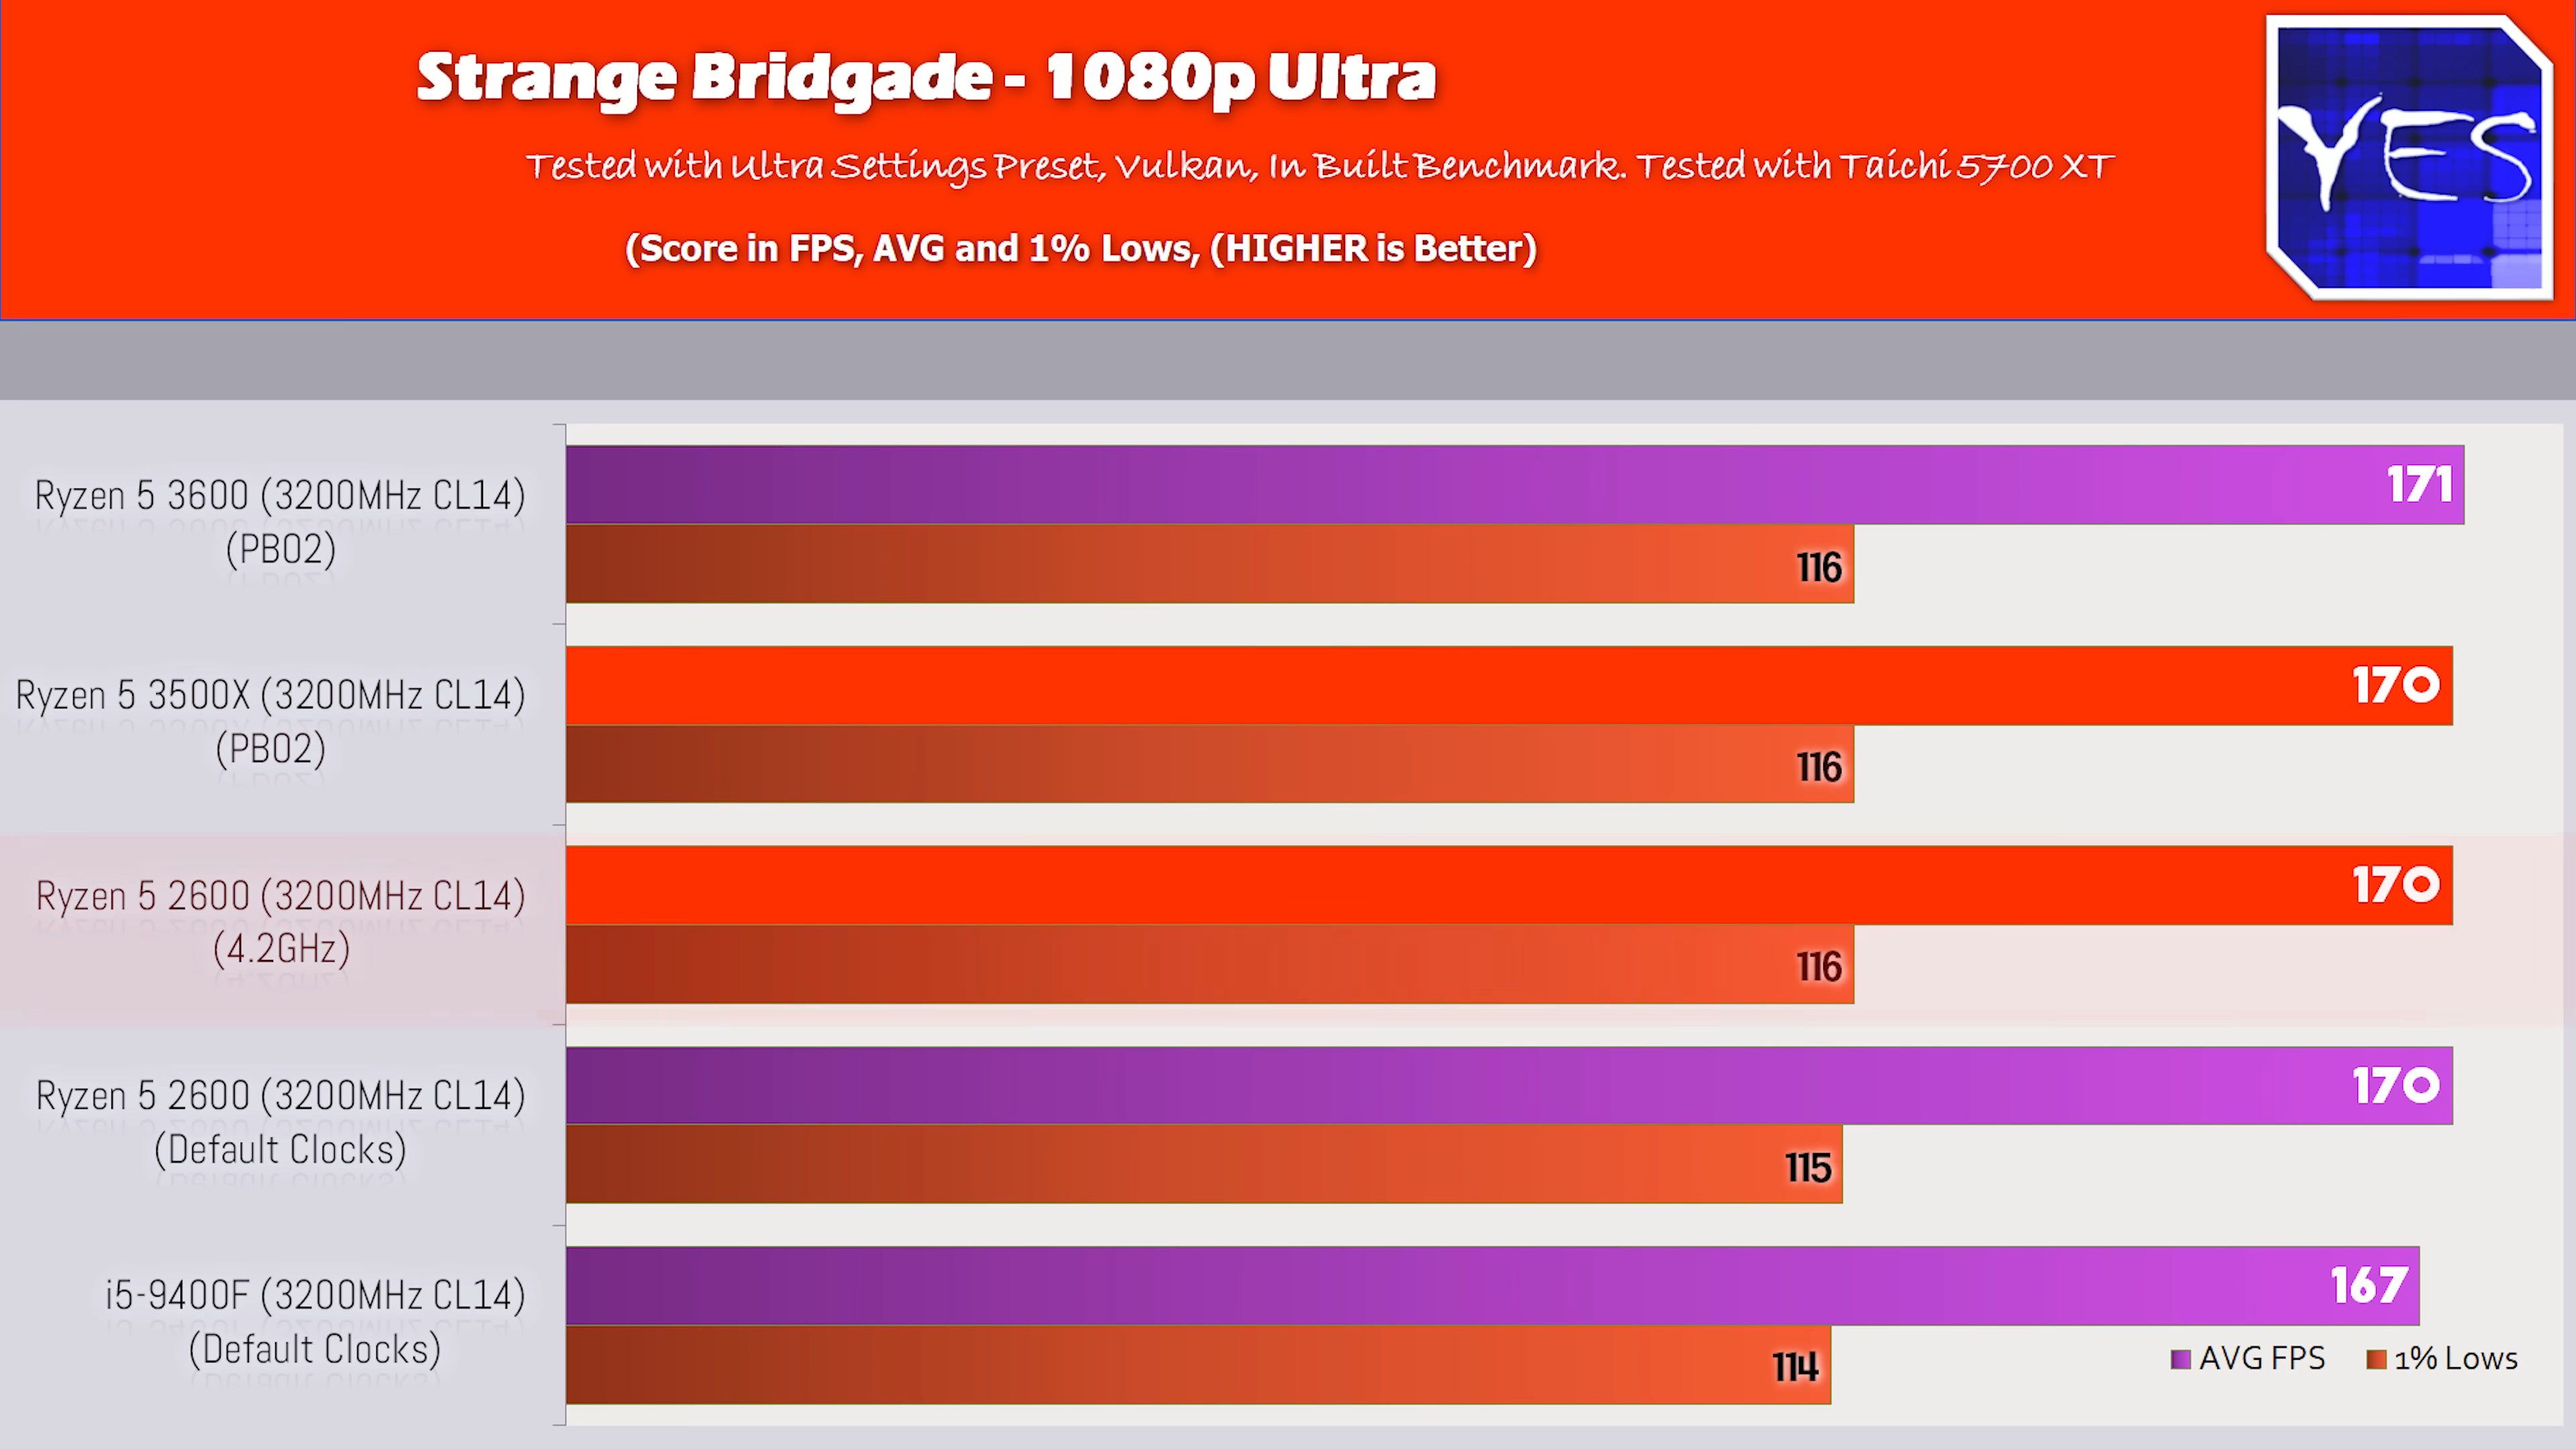 Strange Bridgade - 1080p Ultra
YES
Tested with Ultra Settings Preset, Vulkan, In Built Benchmark. Tested with Taichi 5700 XT
(Score in FPS, AVG and 1% Lows, (HIGHER is Better)
Ryzen 5 3600 (3200MHz CL14)
(PBO2)
171
116
Ryzen 5 3500X (3200MHz CL14)
(PBO2)
170
116
Ryzen 5 2600 (3200MHz CL14)
(4.2GHz)
170
116
Ryzen 5 2600 (3200MHz CL14)
(Default Clocks)
170
115
i5-9400F (3200MHz CL14)
(Default Clocks)
167
114
AVG FPS
1% Lows